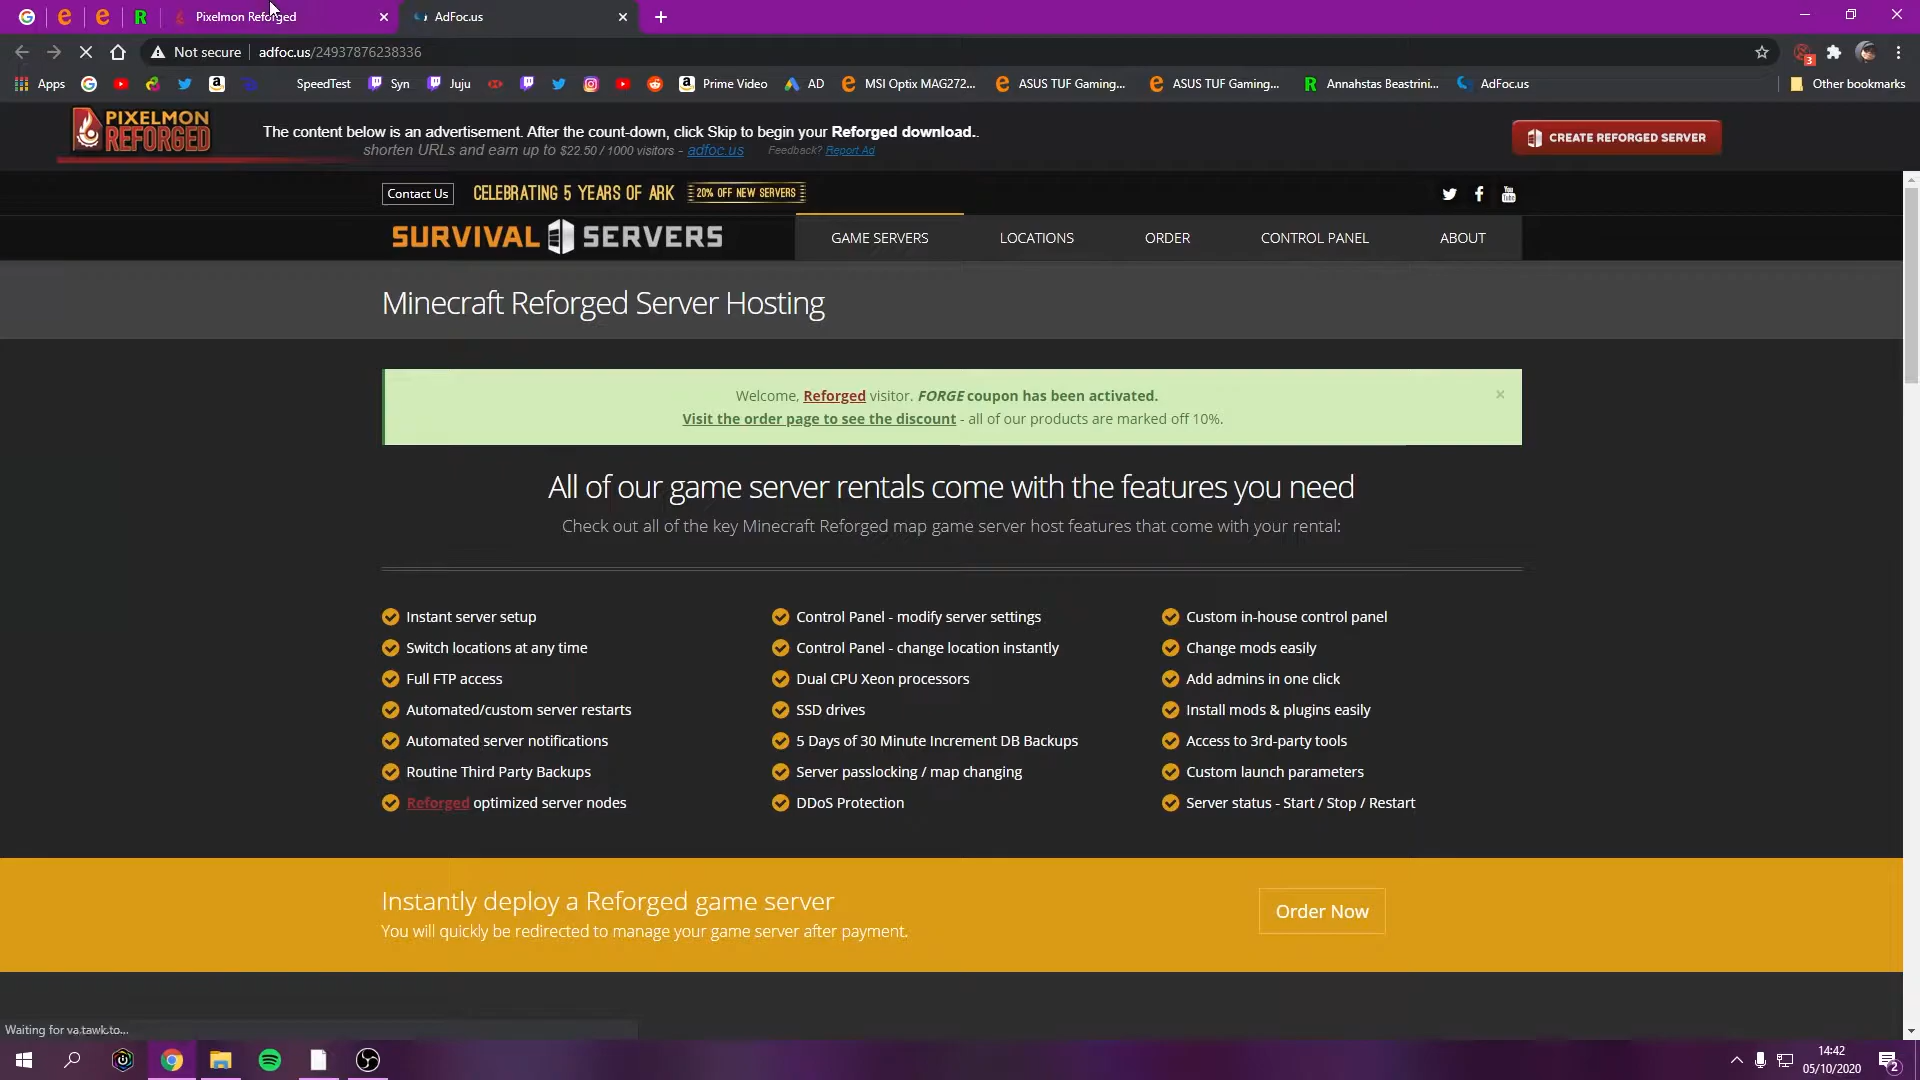 Pixelmon Reforged
AdFoc.us
Not secure
adfoc.us/24937876238336
3
Apps
SpeedTest
Syn
Juju
Prime Video
AD
MSI Optix MAG272...
ASUS TUF Gaming...
ASUS TUF Gaming...
Annahstas Beastrini...
AdFoc.us
Other bookmarks
PIXELMON
REFORGED
The content below is an advertisement. After the count-down, click Skip to begin your Reforged download..
shorten URLs and earn up to $22.50 / 1000 visitors - adfoc.us Feedback? Report Ad
CREATE REFORGED SERVER
Contact Us
CELEBRATING 5 YEARS OF ARK
20% OFF NEW SERVERS
SURVIVAL SERVERS
GAME SERVERS
LOCATIONS
ORDER
CONTROL PANEL
ABOUT
Minecraft Reforged Server Hosting
Welcome, Reforged visitor. FORGE coupon has been activated.
Visit the order page to see the discount - all of our products are marked off 10%.
×
All of our game server rentals come with the features you need
Check out all of the key Minecraft Reforged map game server host features that come with your rental:
Instant server setup
Switch locations at any time
Full FTP access
Automated/custom server restarts
Automated server notifications
Routine Third Party Backups
Reforged optimized server nodes
Control Panel - modify server settings
Control Panel - change location instantly
Dual CPU Xeon processors
SSD drives
5 Days of 30 Minute Increment DB Backups
Server passlocking / map changing
DDoS Protection
Custom in-house control panel
Change mods easily
Add admins in one click
Install mods & plugins easily
Access to 3rd-party tools
Custom launch parameters
Server status - Start / Stop / Restart
Instantly deploy a Reforged game server
You will quickly be redirected to manage your game server after payment.
Order Now
Waiting for va.tawk.to...
14:42
05/10/2020
2